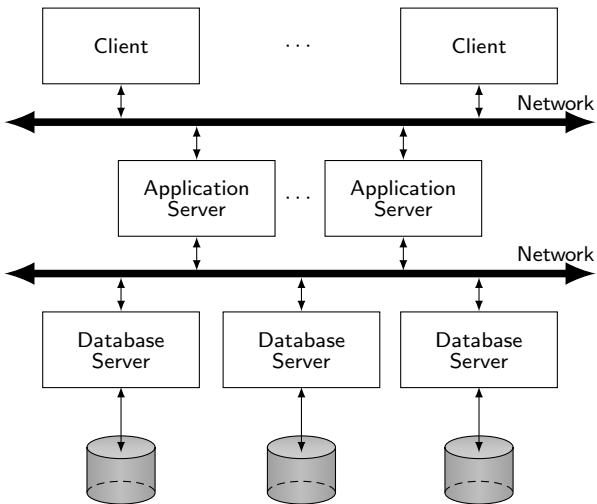 Client
. . .
Client
Network
Application
Server
. . .
Application
Server
Network
Database
Server
Database
Server
Database
Server